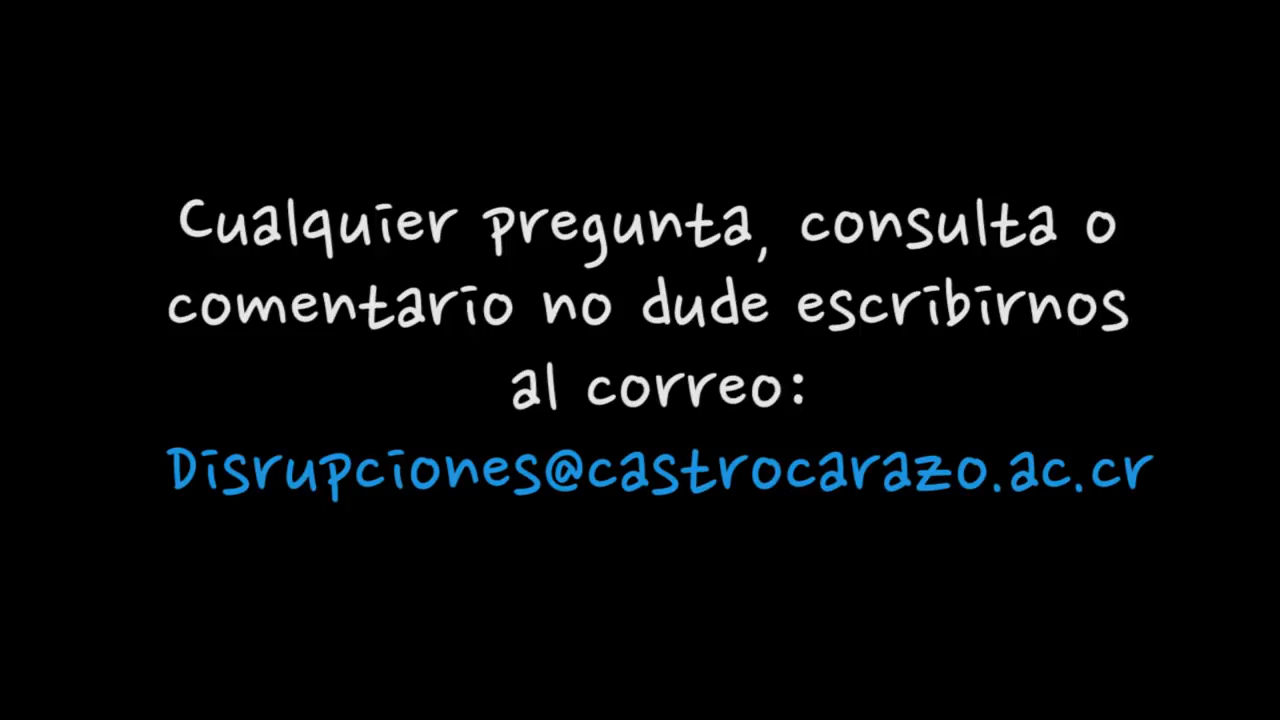 Cualquier pregunta, consulta o
comentario no dude escribirnos
al correo:
Disrupciones@castrocarazo.ac.cr